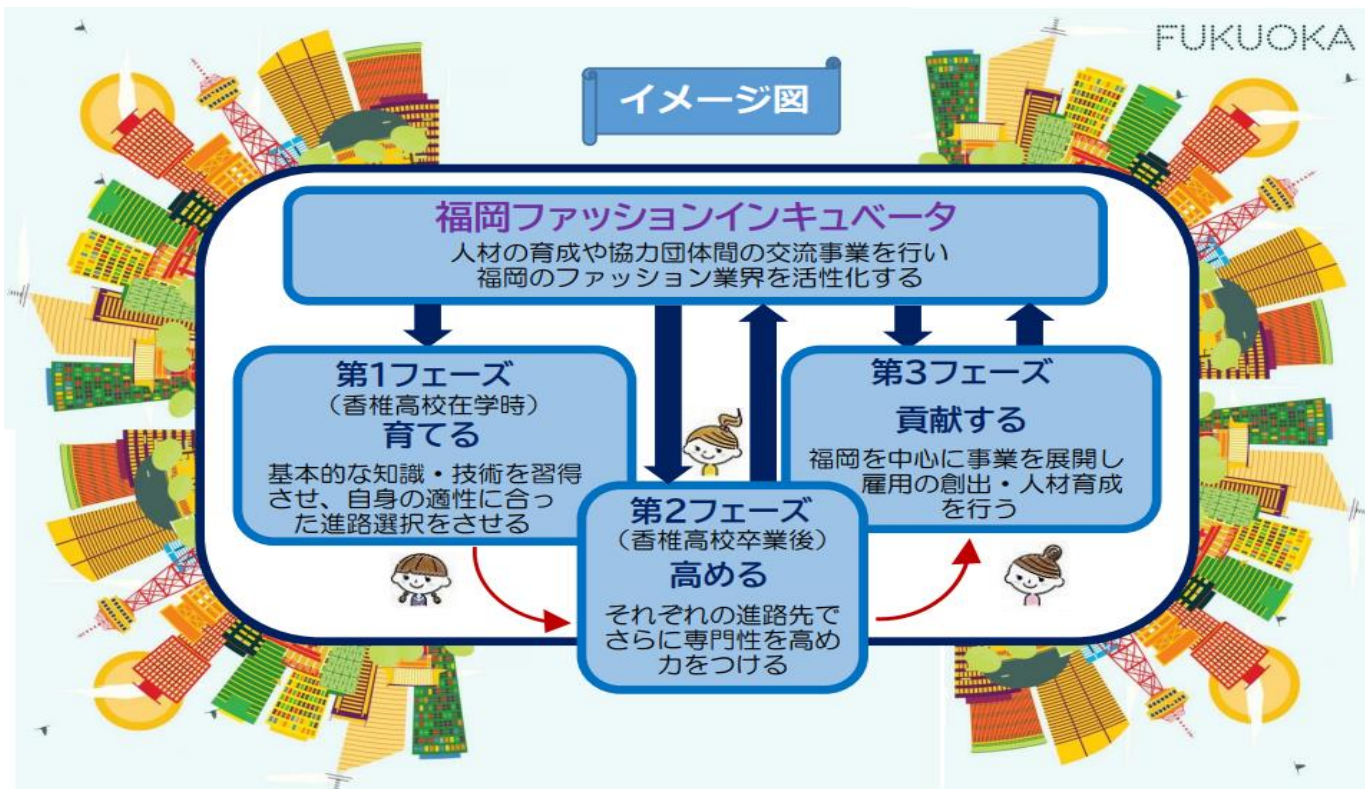 FUKUOKA
イメージ図
福岡ファッションインキュベータ
人材の育成や協力団体間の交流事業を行い
福岡のファッション業界を活性化する
第1フェーズ
（香椎高校在学時）
育てる
基本的な知識・技術を習得
させ、自身の適性に合っ
た進路選択をさせる
第2フェーズ
（香椎高校卒業後）
高める
それぞれの進路先で
さらに専門性を高め
力をつける
第3フェーズ
貢献する
福岡を中心に事業を展開し
雇用の創出・人材育成
を行う